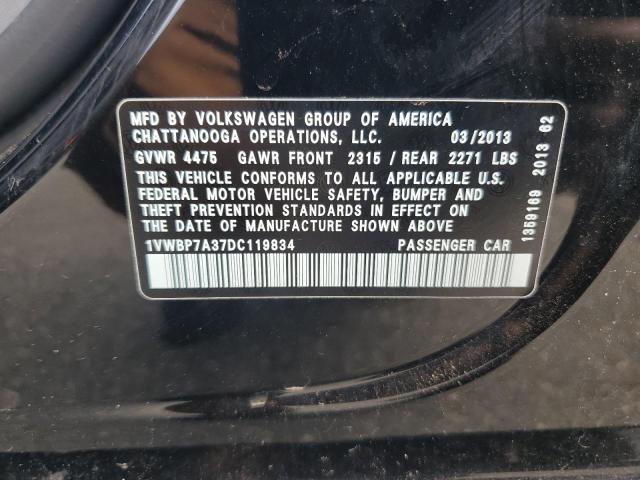 MFD BY VOLKSWAGEN GROUP OF AMERICA
CHATTANOOGA OPERATIONS, LLC. 03/2013
GVWR 4475 GAWR FRONT 2315/REAR 2271 LBS
THIS VEHICLE CONFORMS TO ALL APPLICABLE U.S.
FEDERAL MOTOR VEHICLE SAFETY, BUMPER AND
THEFT PREVENTION STANDARDS IN EFFECT ON
THE DATE OF MANUFACTURE SHOWN ABOVE
1VWBP7A37DC119834 PASSENGER CAR
1359169 2013 62